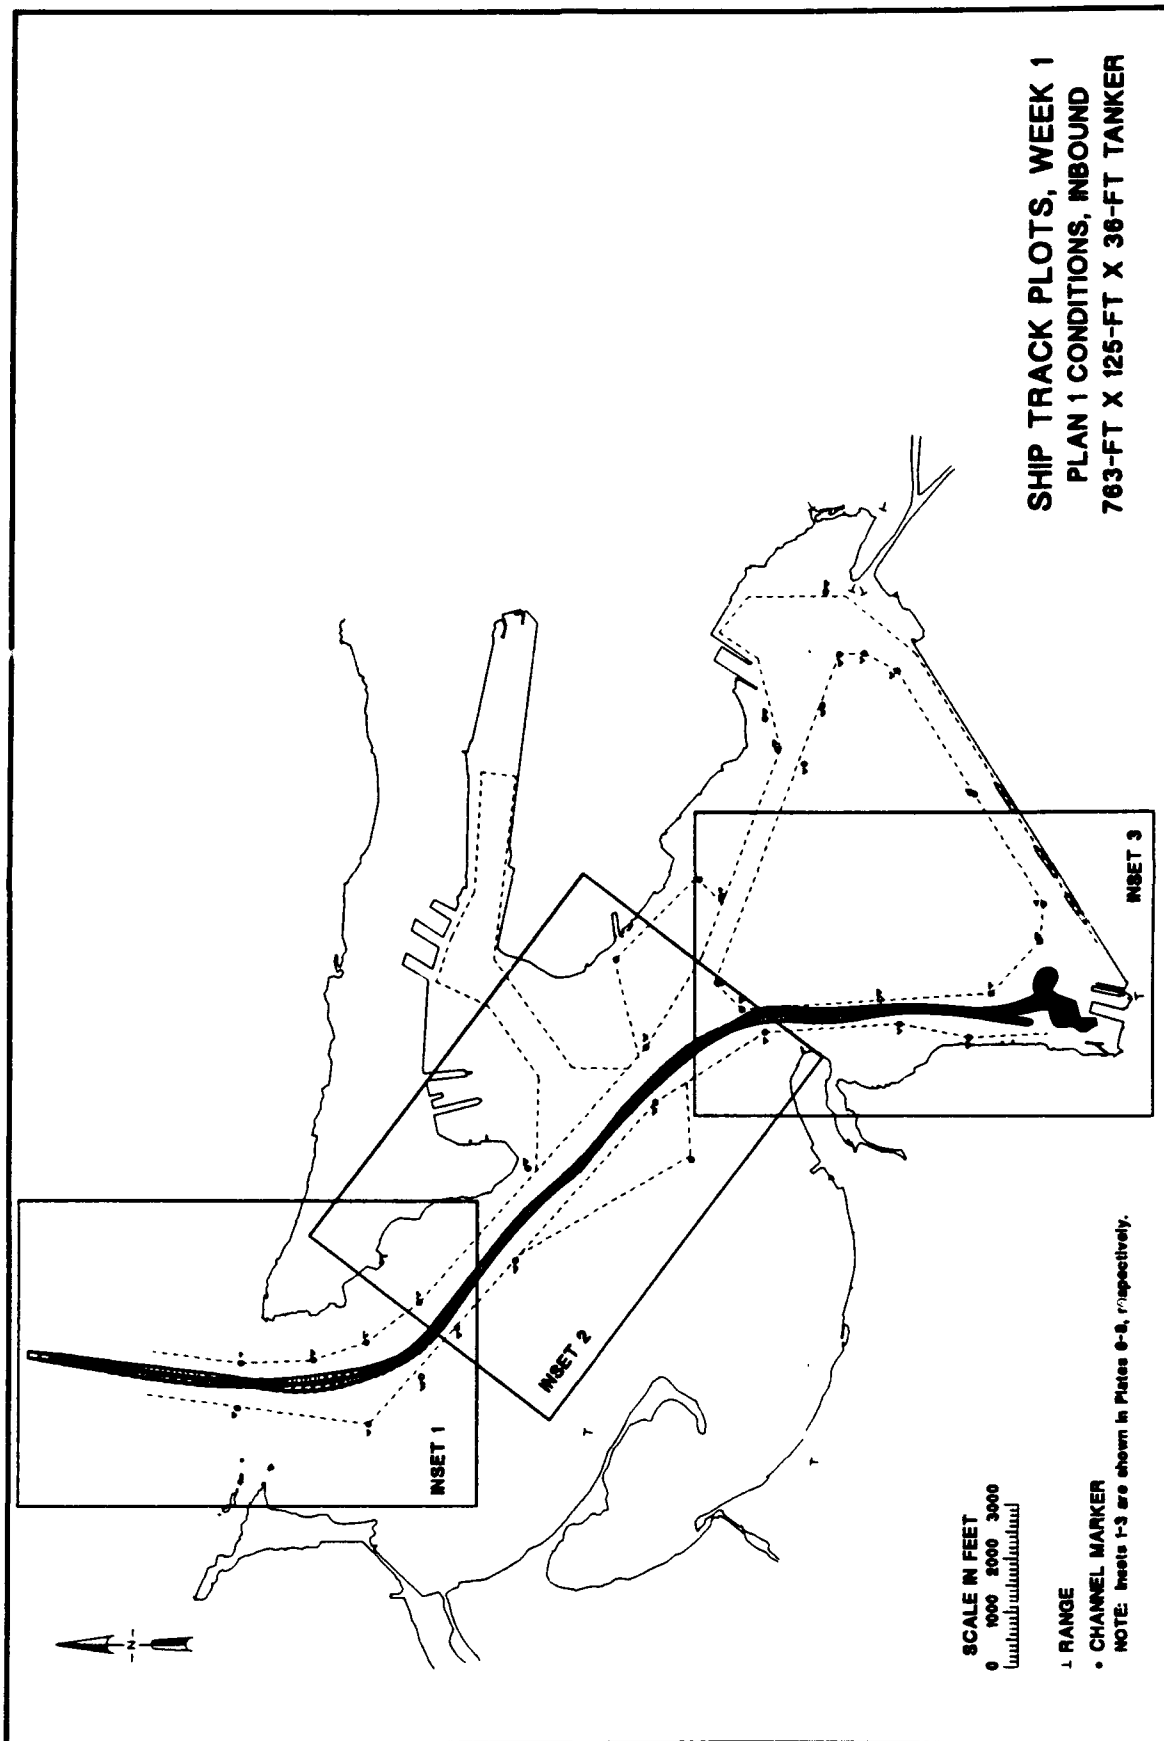 SHIP TRACK PLOTS, WEEK 1
PLAN 1 CONDITIONS, INBOUND
763-FT X 125-FT X 36-FT TANKER
INSET 1
INSET 2
INSET 3
N
SCALE IN FEET
0 1000 2000 3000
⊥ RANGE
• CHANNEL MARKER
NOTE: Insets 1-3 are shown in Plates 6-8, respectively.